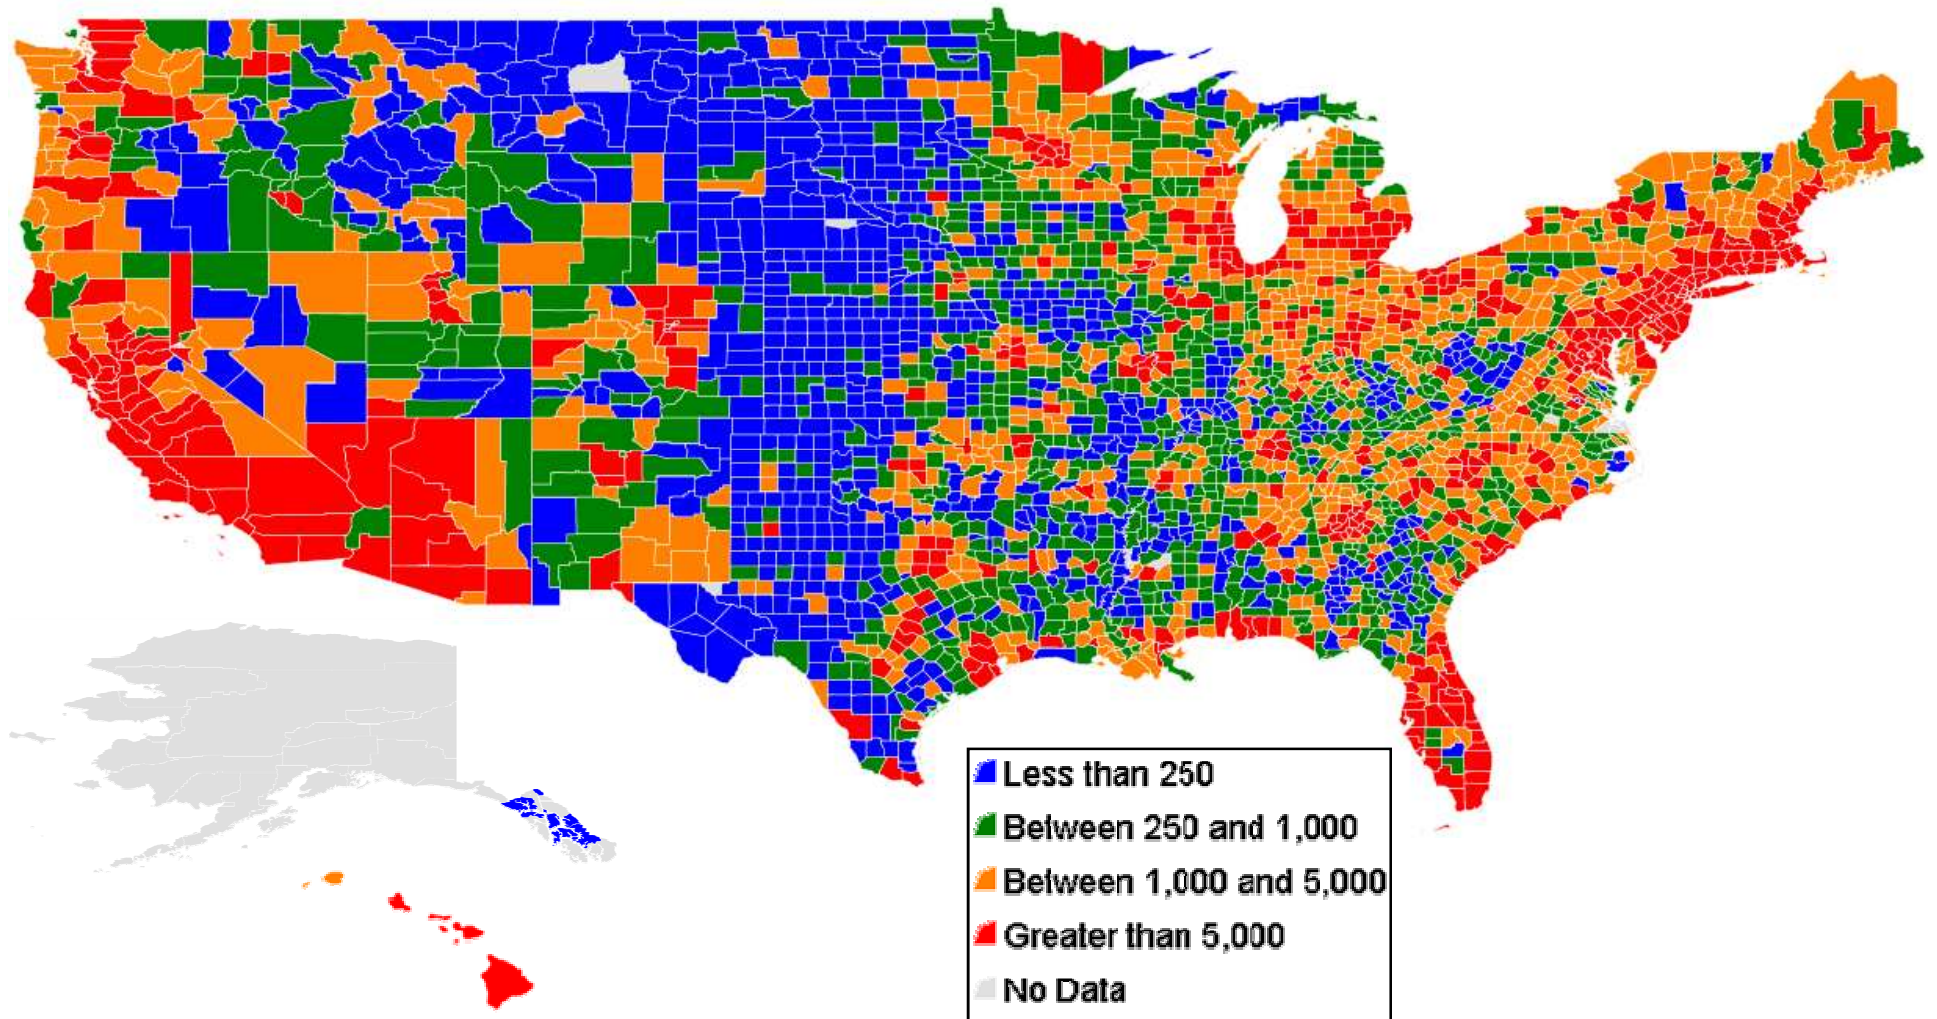 Less than 250
Between 250 and 1,000
Between 1,000 and 5,000
Greater than 5,000
No Data